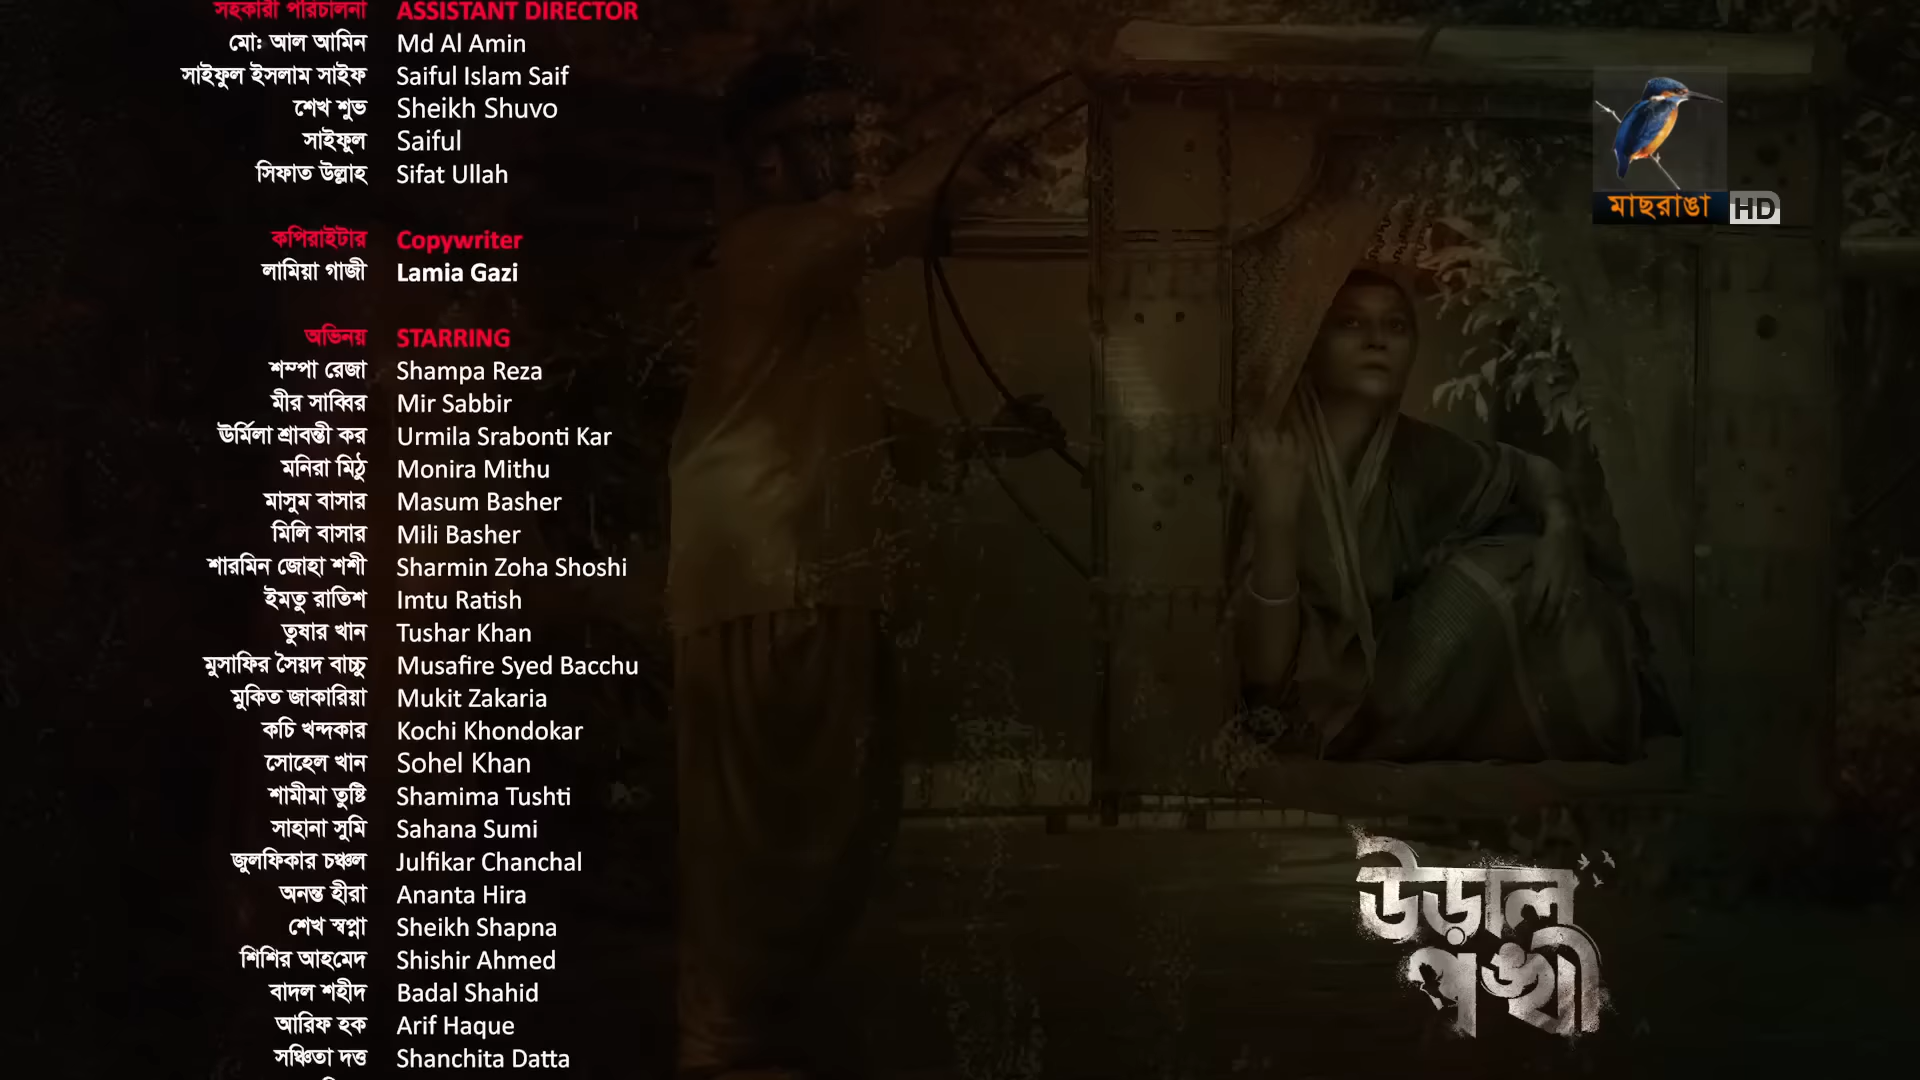 সহকারী পরিচালনা ASSISTANT DIRECTOR
মো: আল আমিন Md Al Amin
সাইফুল ইসলাম সাইফ Saiful Islam Saif
শেখ শুভ Sheikh Shuvo
সাইফুল Saiful
সিফাত উল্লাহ Sifat Ullah
কপিরাইটার Copywriter
লামিয়া গাজী Lamia Gazi
অভিনয় STARRING
শম্পা রেজা Shampa Reza
মীর সাব্বির Mir Sabbir
ঊর্মিলা শ্রাবন্তী কর Urmila Srabonti Kar
মনিরা মিঠু Monira Mithu
মাসুম বাসার Masum Basher
মিলি বাসার Mili Basher
শারমিন জোহা শশী Sharmin Zoha Shoshi
ইমতু রাতিশ Imtu Ratish
তুষার খান Tushar Khan
মুসাফির সৈয়দ বাচ্চু Musafire Syed Bacchu
মুকিত জাকারিয়া Mukit Zakaria
কচি খন্দকার Kochi Khondokar
সোহেল খান Sohel Khan
শামীমা তুষ্টি Shamima Tushti
সাহানা সুমি Sahana Sumi
জুলফিকার চঞ্চল Julfikar Chanchal
অনন্ত হীরা Ananta Hira
শেখ স্বপ্না Sheikh Shapna
শিশির আহমেদ Shishir Ahmed
বাদল শহীদ Badal Shahid
আরিফ হক Arif Haque
সঞ্চিতা দত্ত Shanchita Datta
মাছরাঙা HD
উড়াল
পঙ্খী